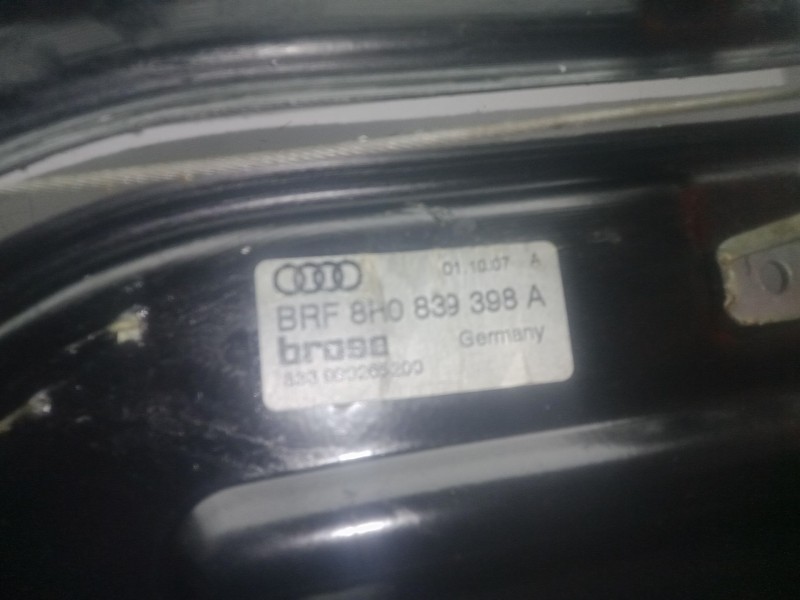 01.10.07 A
BRF 8H0 839 398 A
brose
Germany